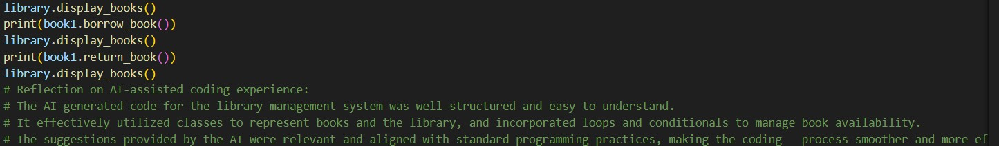 library.display_books()
print(book1.borrow_book())
library.display_books()
print(book1.return_book())
library.display_books()
# Reflection on AI-assisted coding experience:
# The AI-generated code for the library management system was well-structured and easy to understand.
# It effectively utilized classes to represent books and the library, and incorporated loops and conditionals to manage book availability.
# The suggestions provided by the AI were relevant and aligned with standard programming practices, making the coding   process smoother and more ef